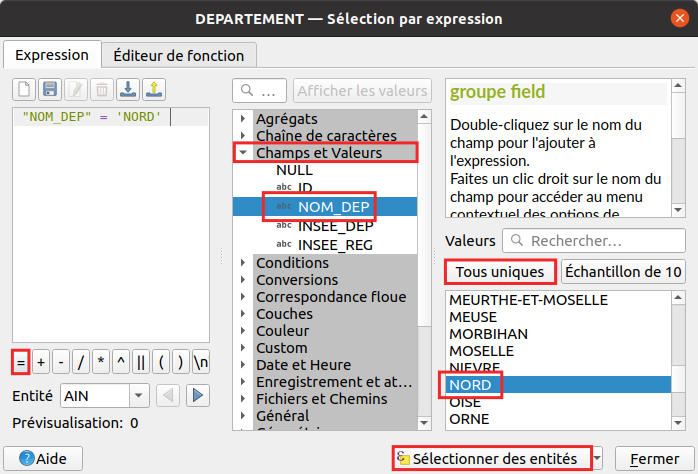 DEPARTEMENT — Sélection par expression
Expression
Éditeur de fonction
"NOM_DEP" = 'NORD'
= + - / * ^ || ( ) \n
Entité AIN
Prévisualisation: 0
...
Afficher les valeurs
Agrégats
Chaîne de caractères
Champs et Valeurs
NULL
abc ID
abc NOM_DEP
abc INSEE_DEP
abc INSEE_REG
Conditions
Conversions
Correspondance floue
Couches
Couleur
Custom
Date et Heure
Enregistrement et at…
Fichiers et Chemins
Général
groupe field
Double-cliquez sur le nom du
champ pour l'ajouter à
l'expression.
Faites un clic droit sur le nom du
champ pour accéder au menu
contextuel des options de
Valeurs Rechercher...
Tous uniques
Échantillon de 10
MEURTHE-ET-MOSELLE
MEUSE
MORBIHAN
MOSELLE
NIEVRE
NORD
OISE
ORNE
Aide
Sélectionner des entités
Fermer